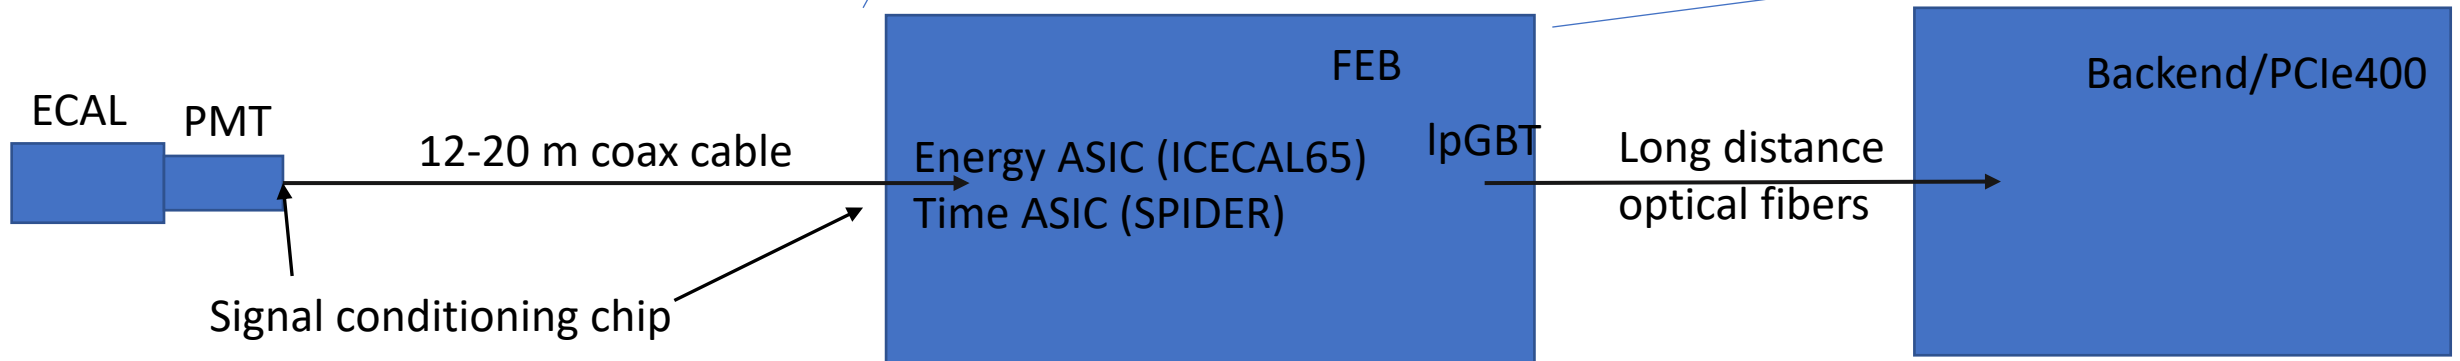 ECAL
PMT
12-20 m coax cable
Signal conditioning chip
FEB
Energy ASIC (ICECAL65)
Time ASIC (SPIDER)
lpGBT
Long distance
optical fibers
Backend/PCIe400